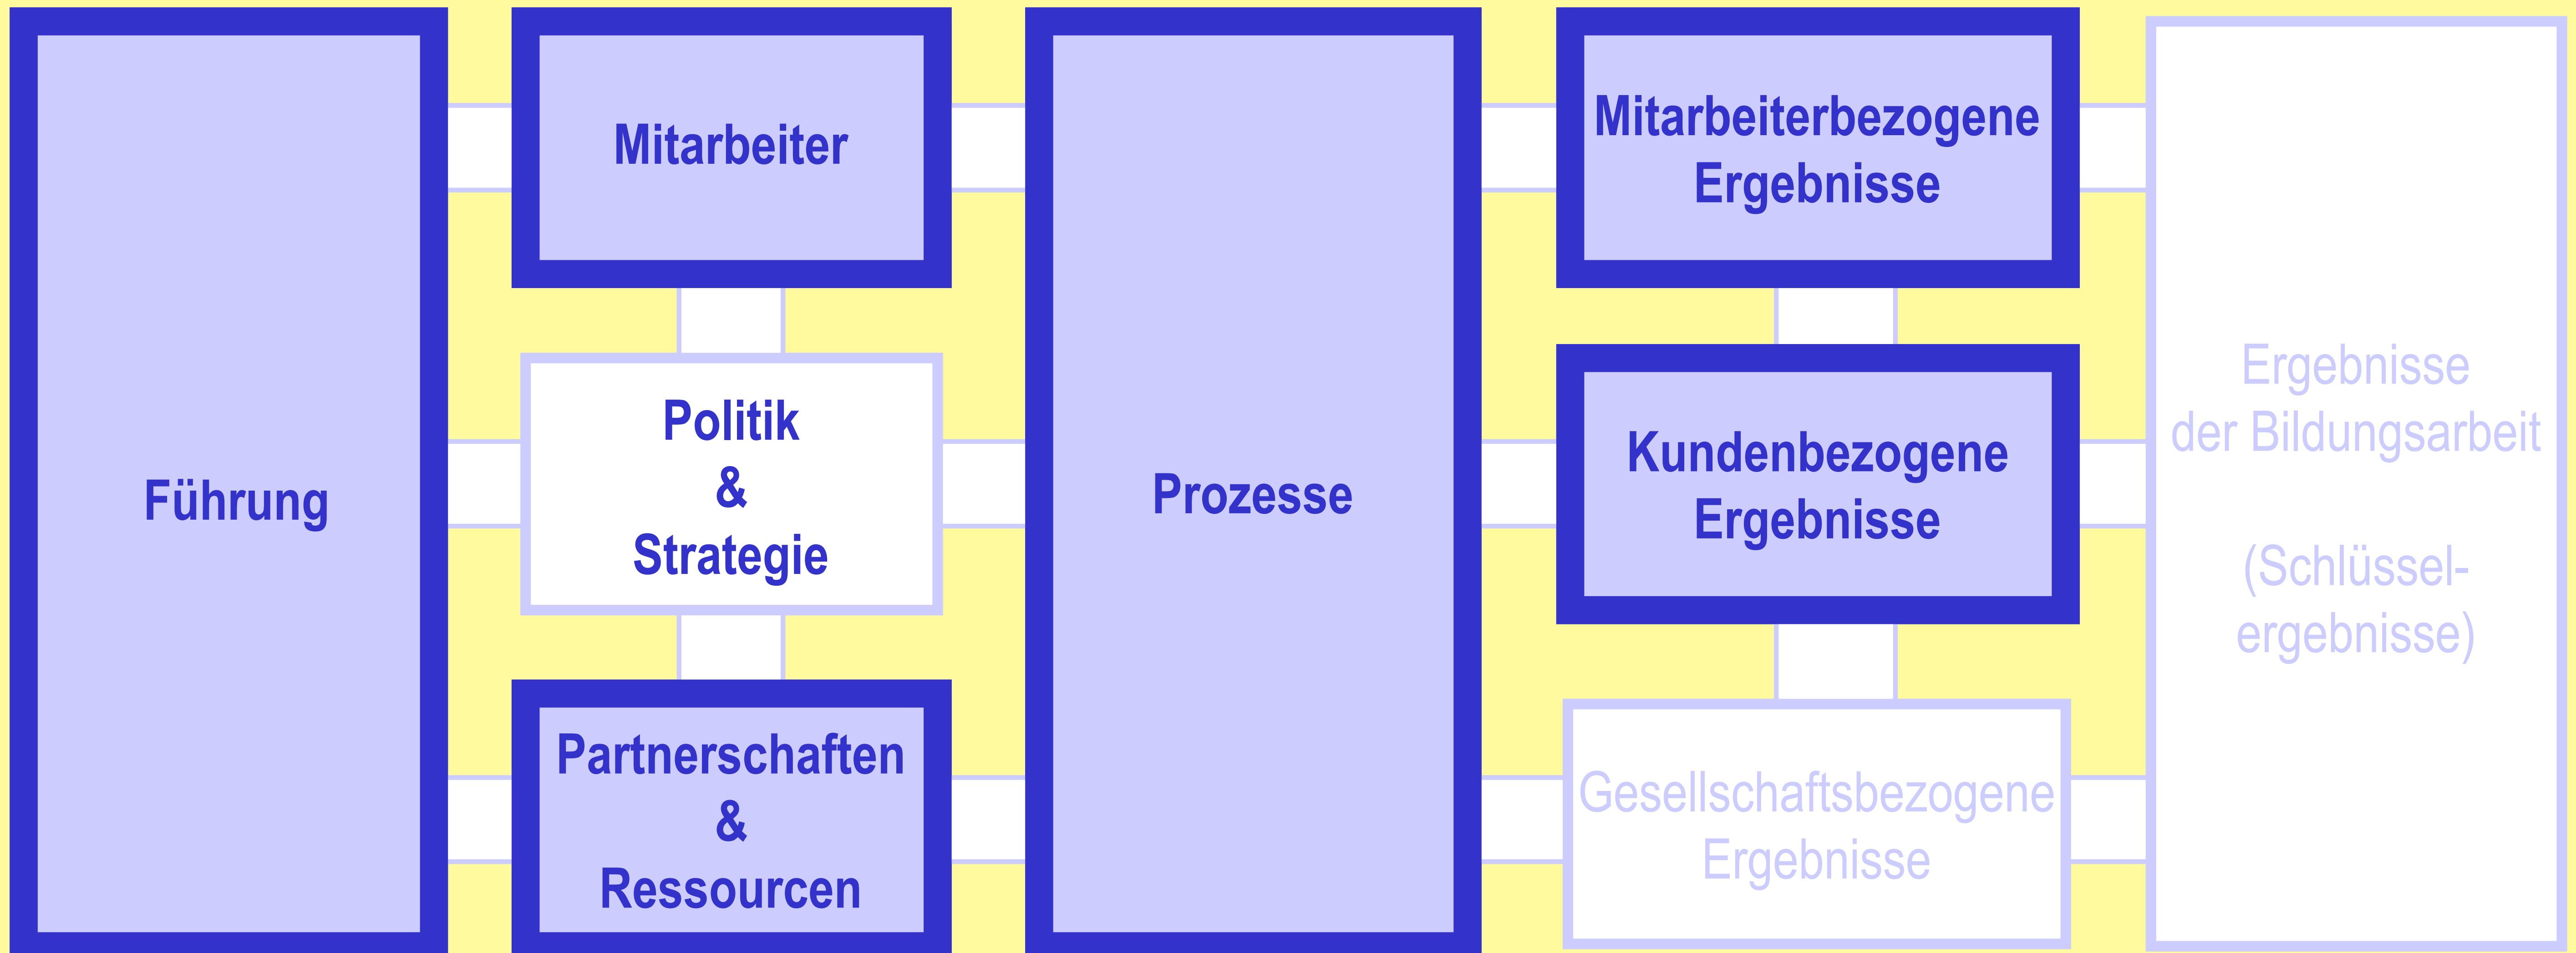 Führung
Mitarbeiter
Politik
&
Strategie
Partnerschaften
&
Ressourcen
Prozesse
Mitarbeiterbezogene
Ergebnisse
Kundenbezogene
Ergebnisse
Gesellschaftsbezogene
Ergebnisse
Ergebnisse
der Bildungsarbeit
(Schlüssel-
ergebnisse)